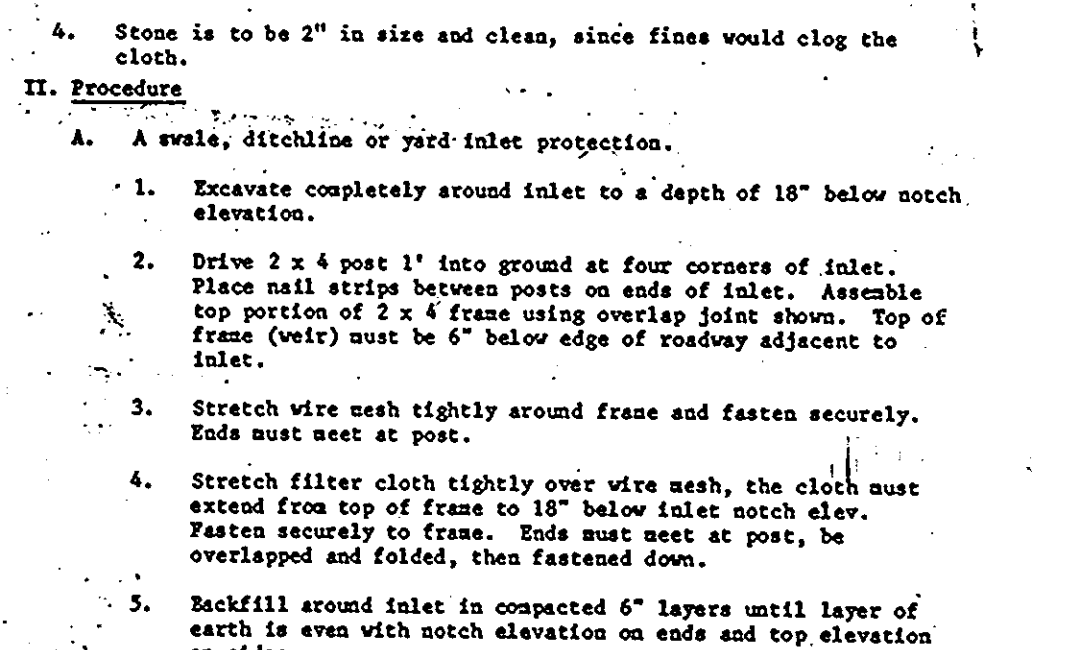 4. Stone is to be 2" in size and clean, since fines would clog the
cloth.
II. Procedure
A. A swale, ditchline or yard inlet protection.
1. Excavate completely around inlet to a depth of 18" below notch
elevation.
2. Drive 2 x 4 post 1' into ground at four corners of inlet.
Place nail strips between posts on ends of inlet. Assemble
top portion of 2 x 4 frame using overlap joint shown. Top of
frame (weir) must be 6" below edge of roadway adjacent to
inlet.
3. Stretch wire mesh tightly around frame and fasten securely.
Ends must meet at post.
4. Stretch filter cloth tightly over wire mesh, the cloth must
extend from top of frame to 18" below inlet notch elev.
Fasten securely to frame. Ends must meet at post, be
overlapped and folded, then fastened down.
5. Backfill around inlet in compacted 6" layers until layer of
earth is even with notch elevation on ends and top elevation